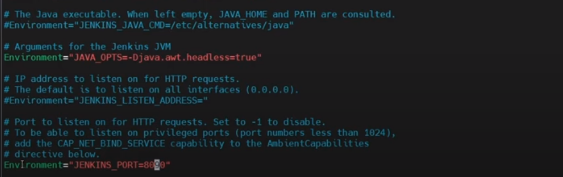 # The Java executable. When left empty, JAVA_HOME and PATH are consulted.
#Environment="JENKINS_JAVA_CMD=/etc/alternatives/java"
# Arguments for the Jenkins JVM
Environment="JAVA_OPTS=-Djava.awt.headless=true"
# IP address to listen on for HTTP requests.
# The default is to listen on all interfaces (0.0.0.0).
#Environment="JENKINS_LISTEN_ADDRESS="
# Port to listen on for HTTP requests. Set to -1 to disable.
# To be able to listen on privileged ports (port numbers less than 1024),
# add the CAP_NET_BIND_SERVICE capability to the AmbientCapabilities
# directive below.
Environment="JENKINS_PORT=8090"